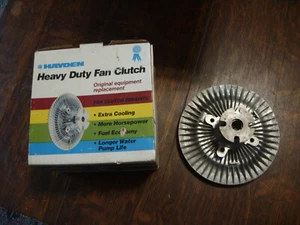 HAYDEN
Heavy Duty Fan Clutch
Original equipment
replacement
• Extra Cooling
• More Horsepower
• Fuel Economy
• Longer Water
Pump Life